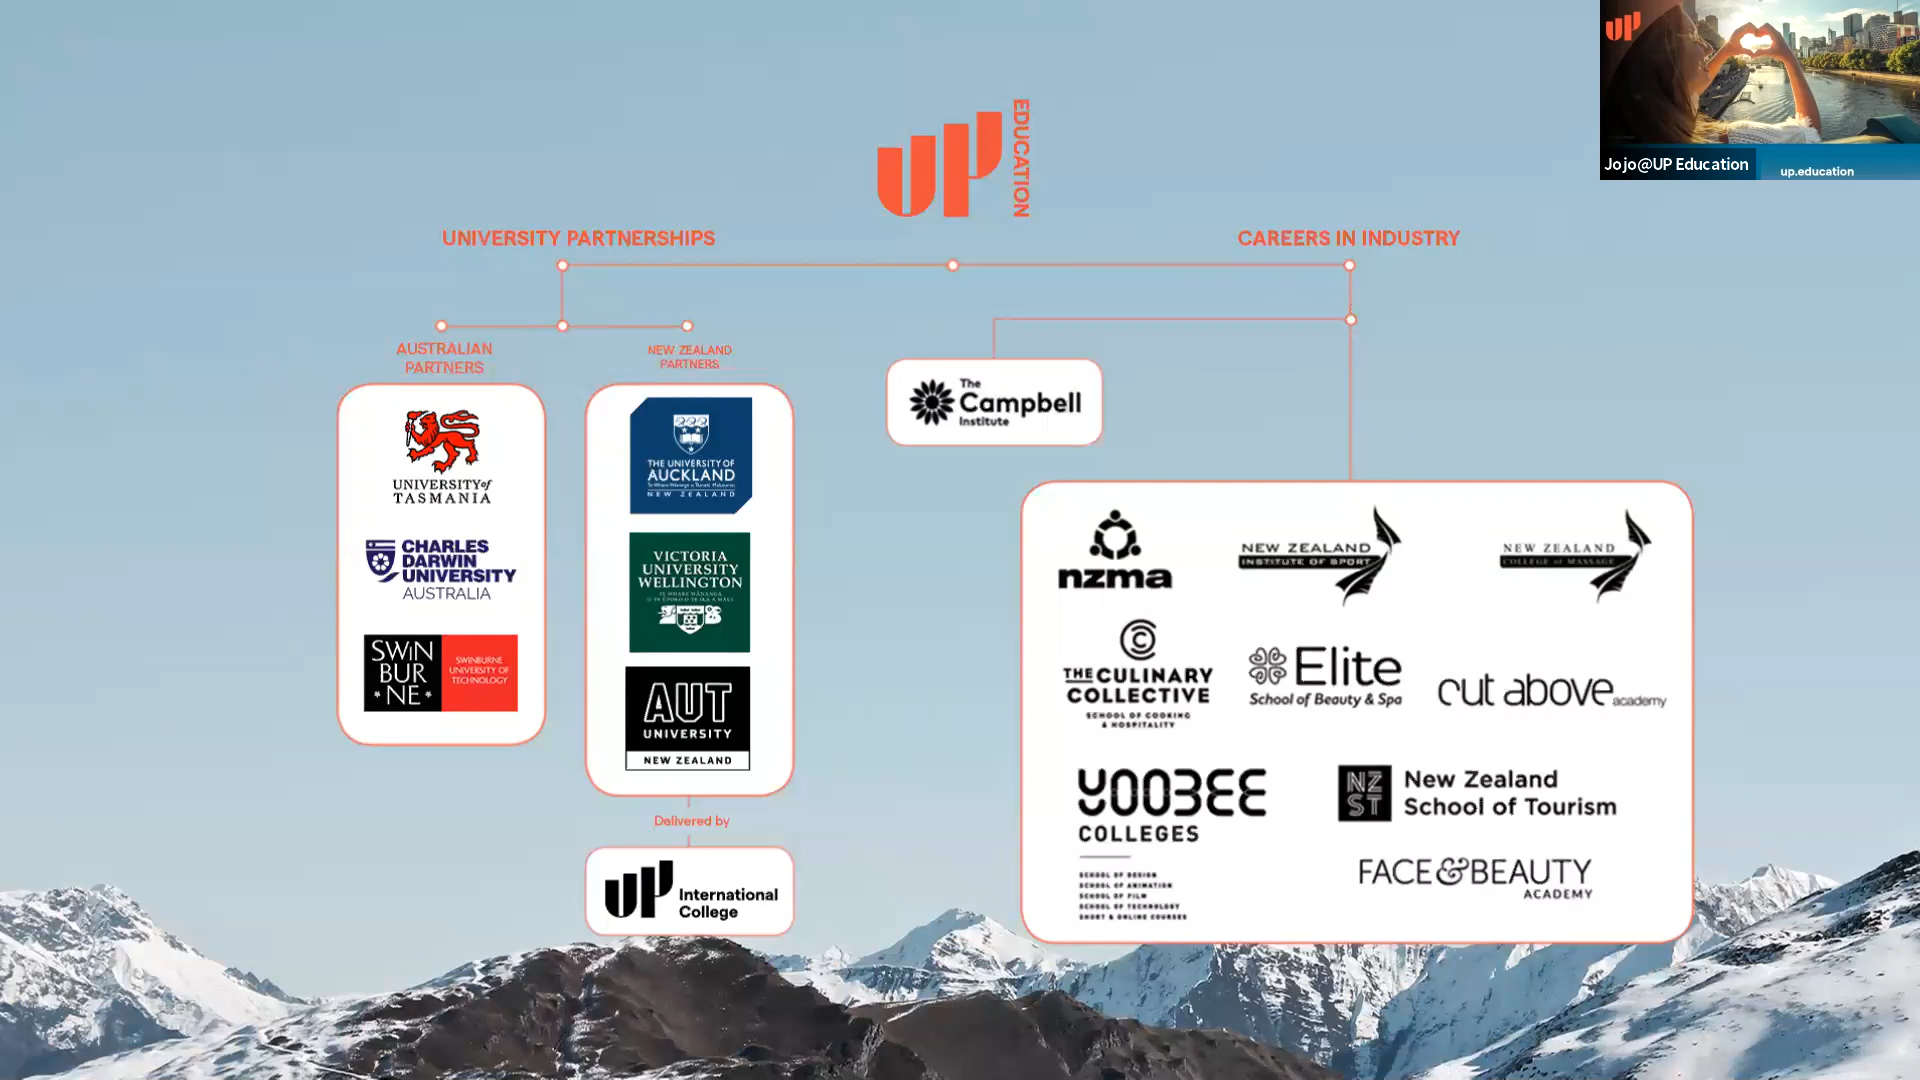 UP
EDUCATION
UP
Jojo@UP Education
up.education
UNIVERSITY PARTNERSHIPS
CAREERS IN INDUSTRY
AUSTRALIAN
PARTNERS
NEW ZEALAND
PARTNERS
UNIVERSITY of
TASMANIA
CHARLES
DARWIN
UNIVERSITY
AUSTRALIA
SWIN
BUR
NE
SWINBURNE
UNIVERSITY OF
TECHNOLOGY
THE UNIVERSITY OF
AUCKLAND
NEW ZEALAND
VICTORIA
UNIVERSITY
WELLINGTON
AUT
UNIVERSITY
NEW ZEALAND
Delivered by
UP International
College
The
Campbell
Institute
nzma
NEW ZEALAND
INSTITUTE OF SPORT
NEW ZEALAND
COLLEGE of MASSAGE
THE CULINARY
COLLECTIVE
SCHOOL OF COOKING
& HOSPITALITY
Elite
School of Beauty & Spa
cut above academy
YOOBEE
COLLEGES
SCHOOL OF DESIGN
SCHOOL OF ANIMATION
SCHOOL OF FILM
SCHOOL OF TECHNOLOGY
SHORT & ONLINE COURSES
NZ
ST
New Zealand
School of Tourism
FACE & BEAUTY
ACADEMY